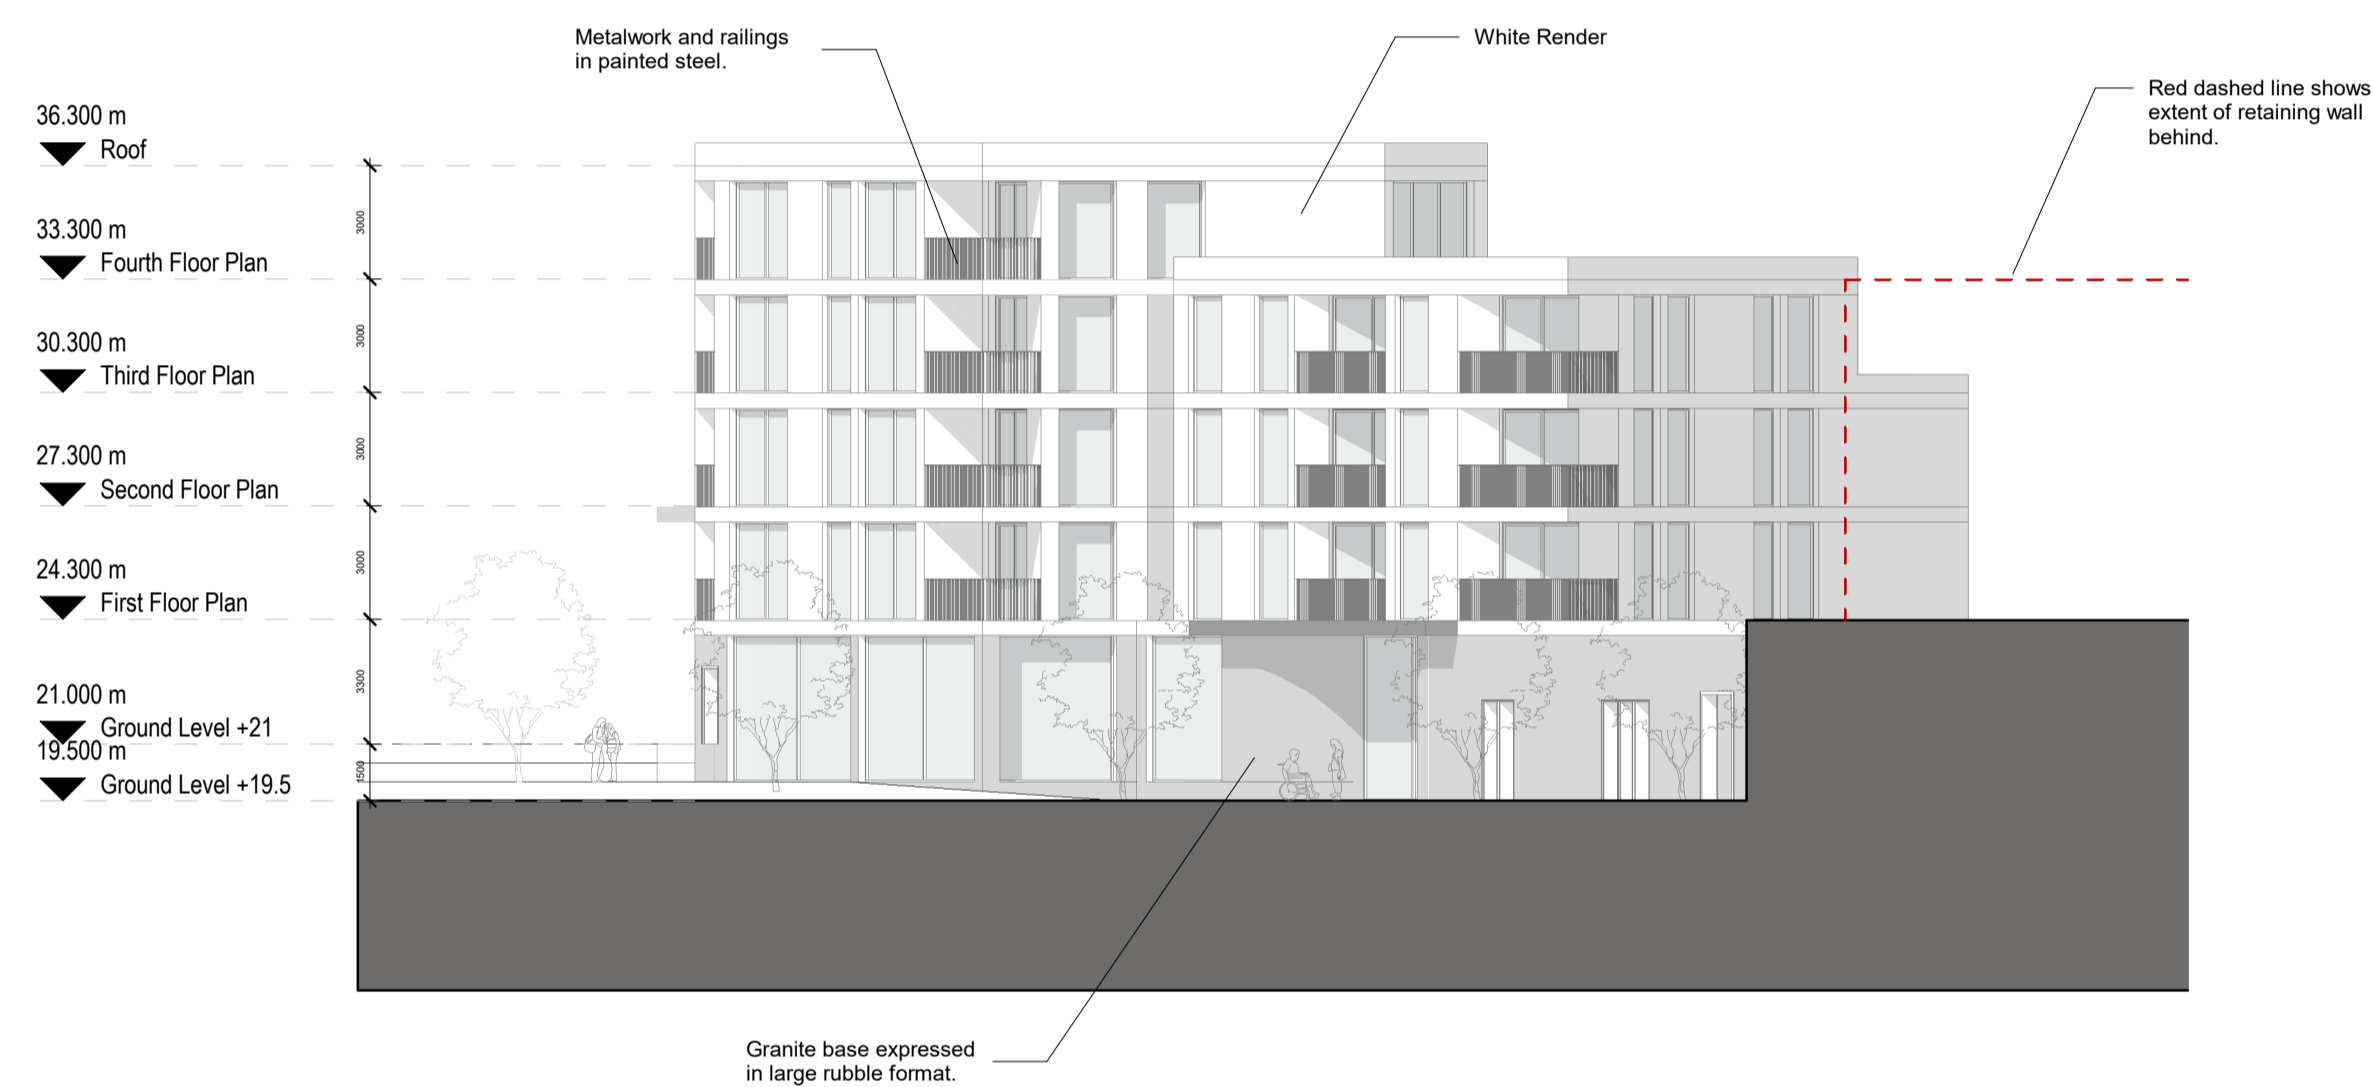 Metalwork and railings
in painted steel.
White Render
Red dashed line shows
extent of retaining wall
behind.
36.300 m
Roof
3000
33.300 m
Fourth Floor Plan
3000
30.300 m
Third Floor Plan
3000
27.300 m
Second Floor Plan
3000
24.300 m
First Floor Plan
3300
21.000 m
Ground Level +21
19.500 m
1500
Ground Level +19.5
Granite base expressed
in large rubble format.